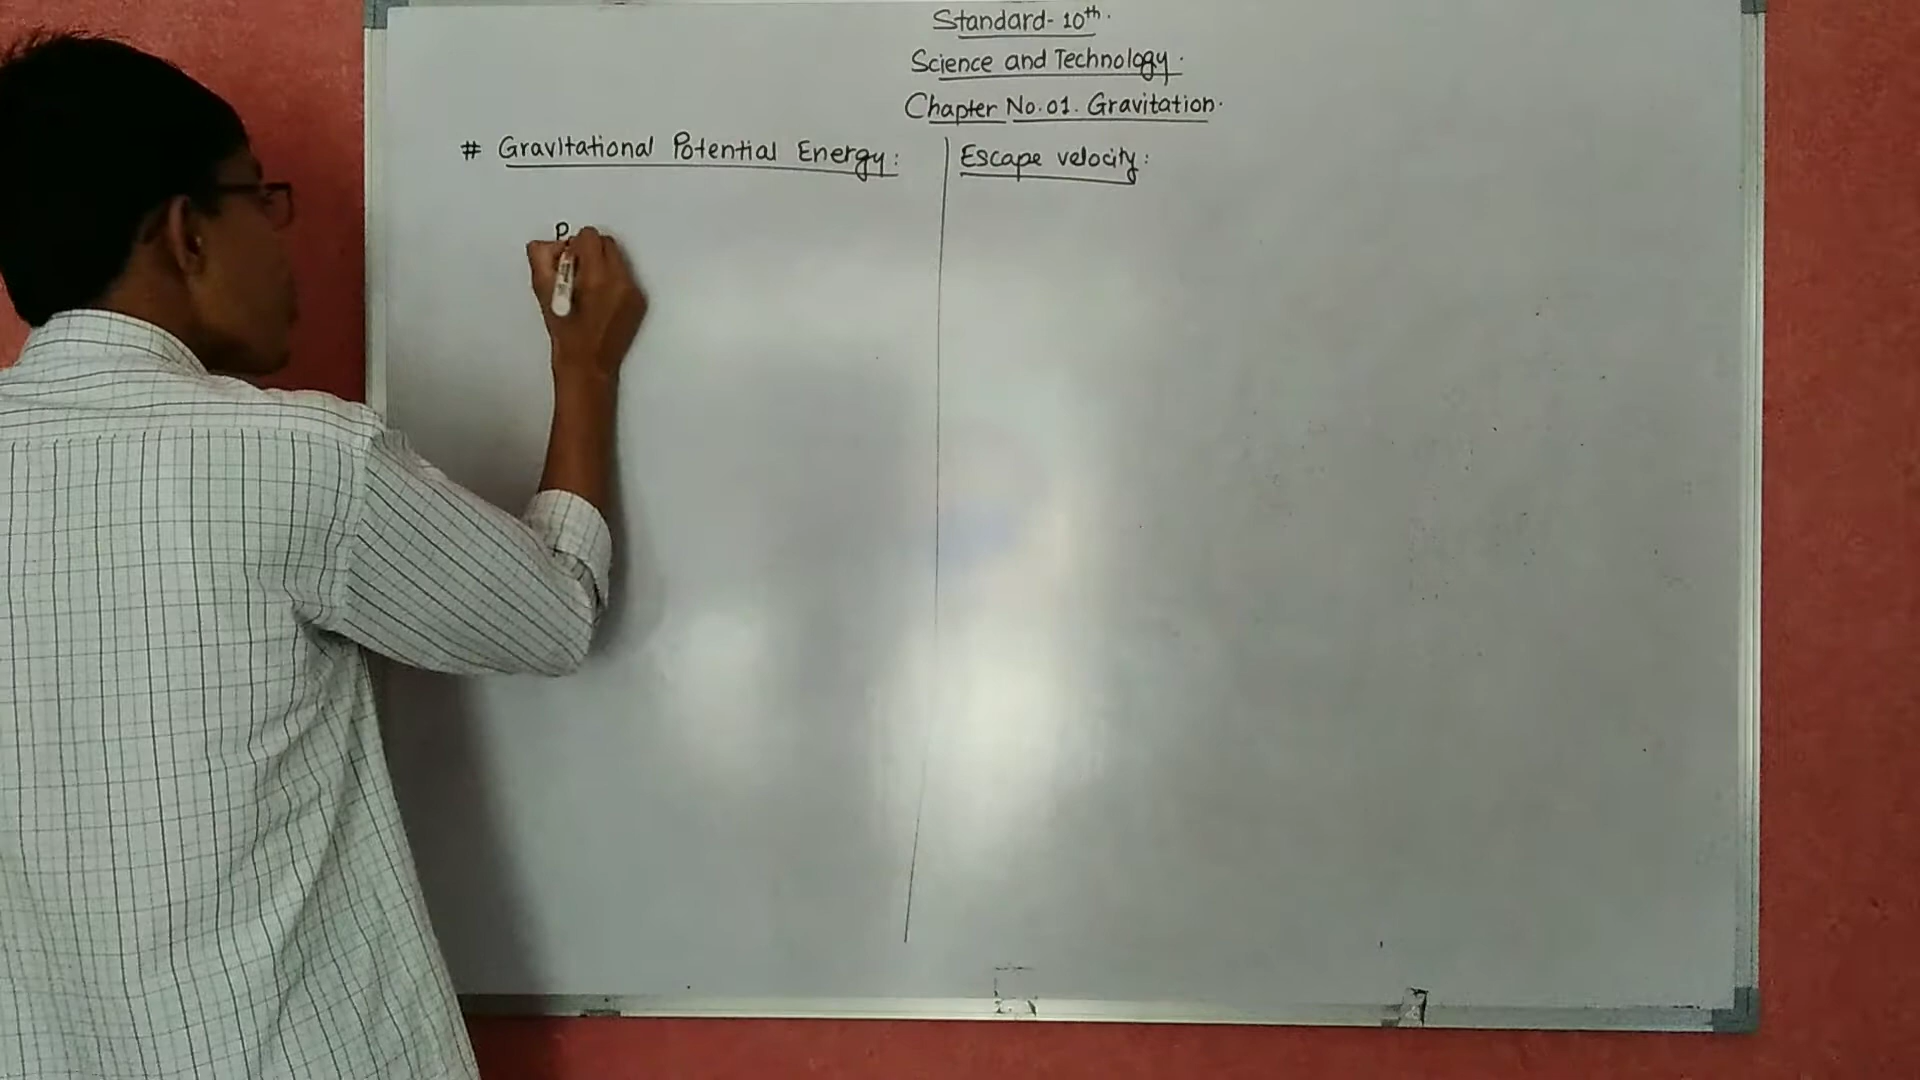 Standard- 10th.
Science and Technology.
Chapter No. 01. Gravitation.
# Gravitational Potential Energy:
Escape velocity:
P